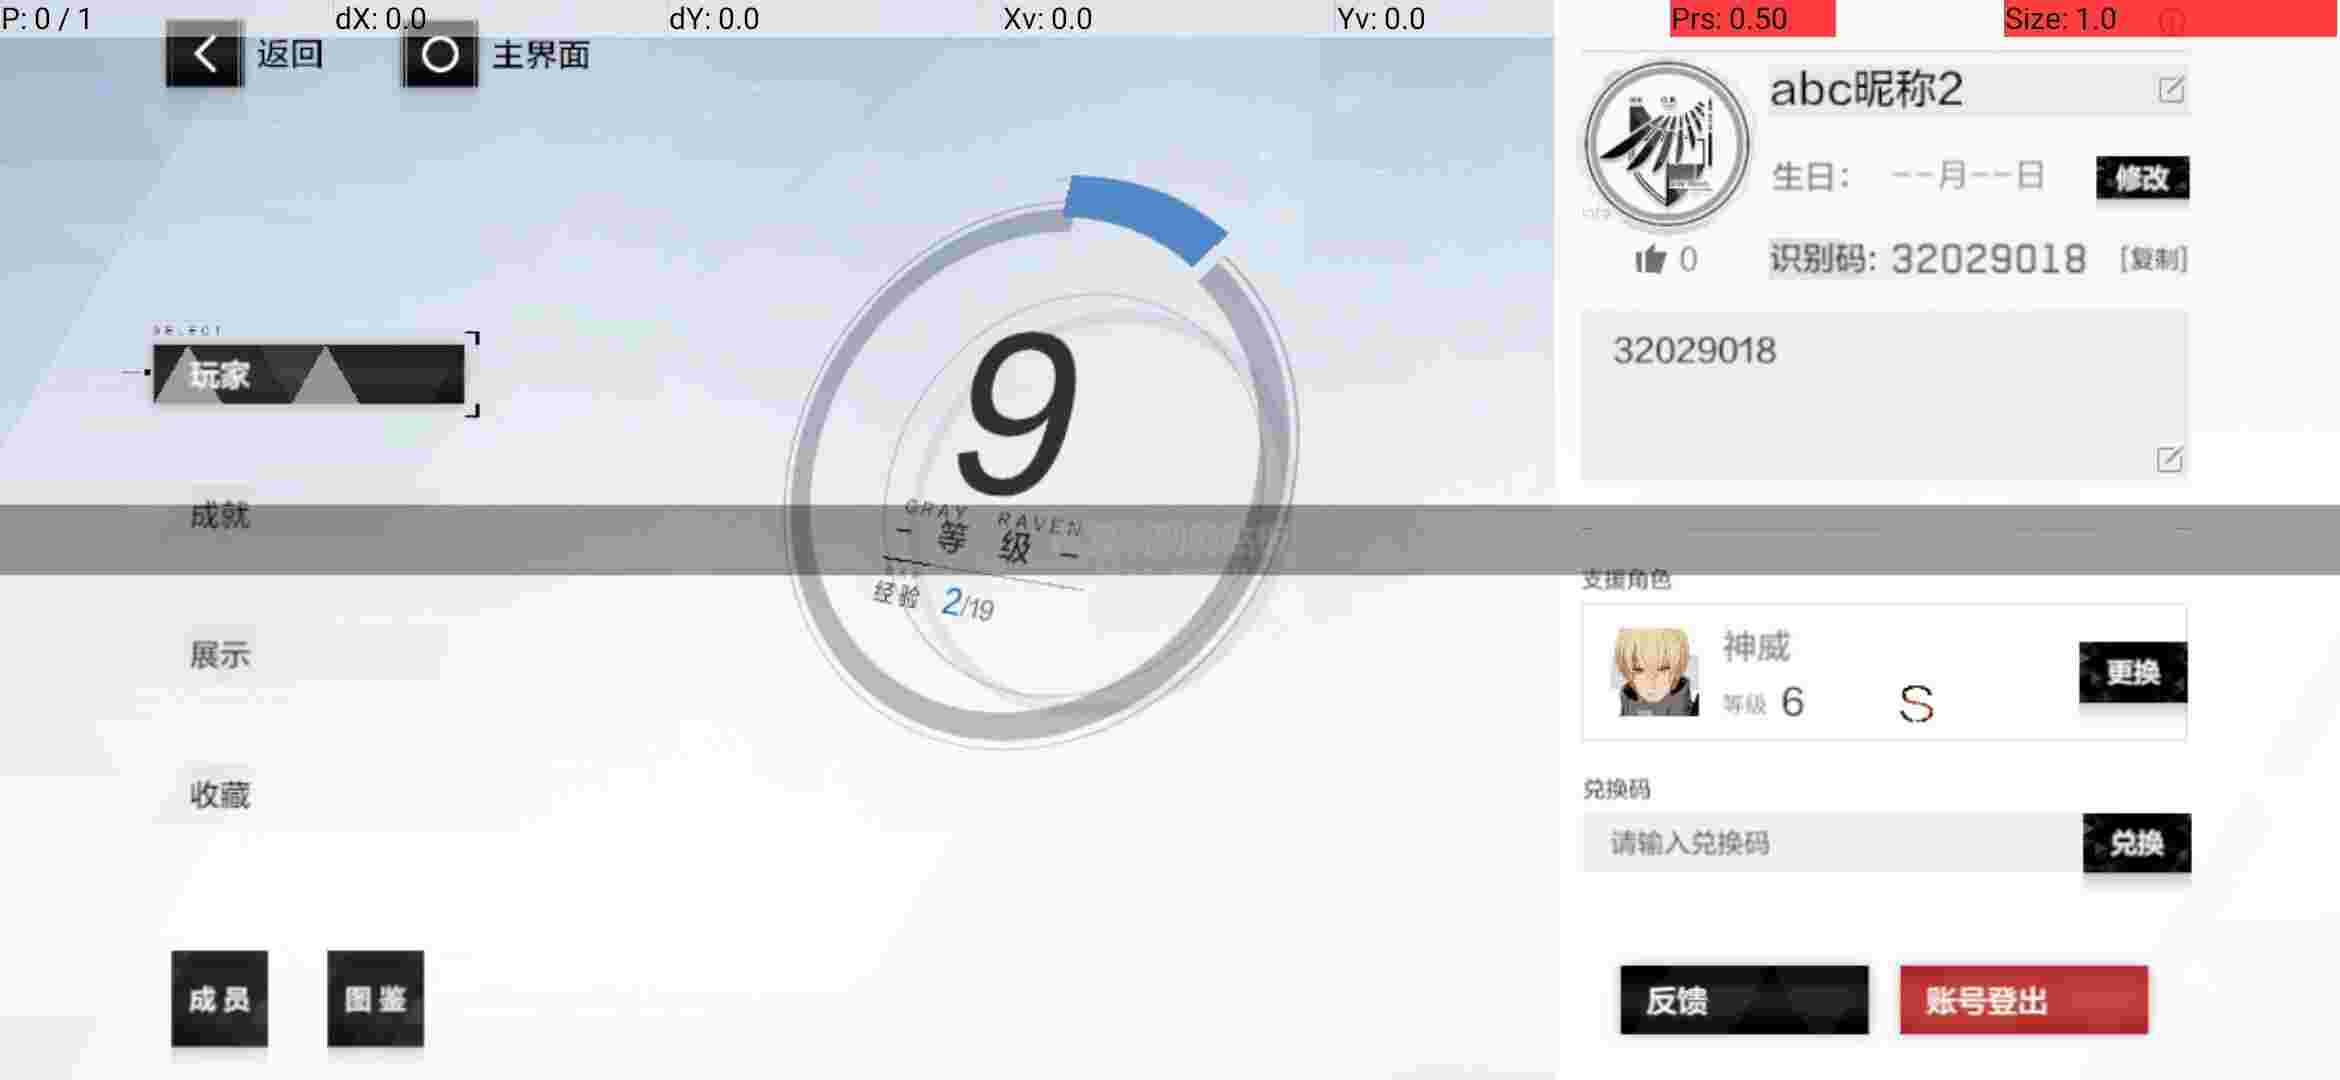 P: 0 / 1 dX: 0.0 dY: 0.0 Xv: 0.0 Yv: 0.0 Prs: 0.50 Size: 1.0
返回 主界面
SELECT
玩家
成就
展示
收藏
成员 图鉴
9
GRAY RAVEN
- 等 级 -
经验 2/19
abc昵称2
生日: --月--日 修改
0
识别码: 32029018 [复制]
32029018
支援角色
神威
等级 6 S
更换
兑换码
请输入兑换码 兑换
反馈 账号登出